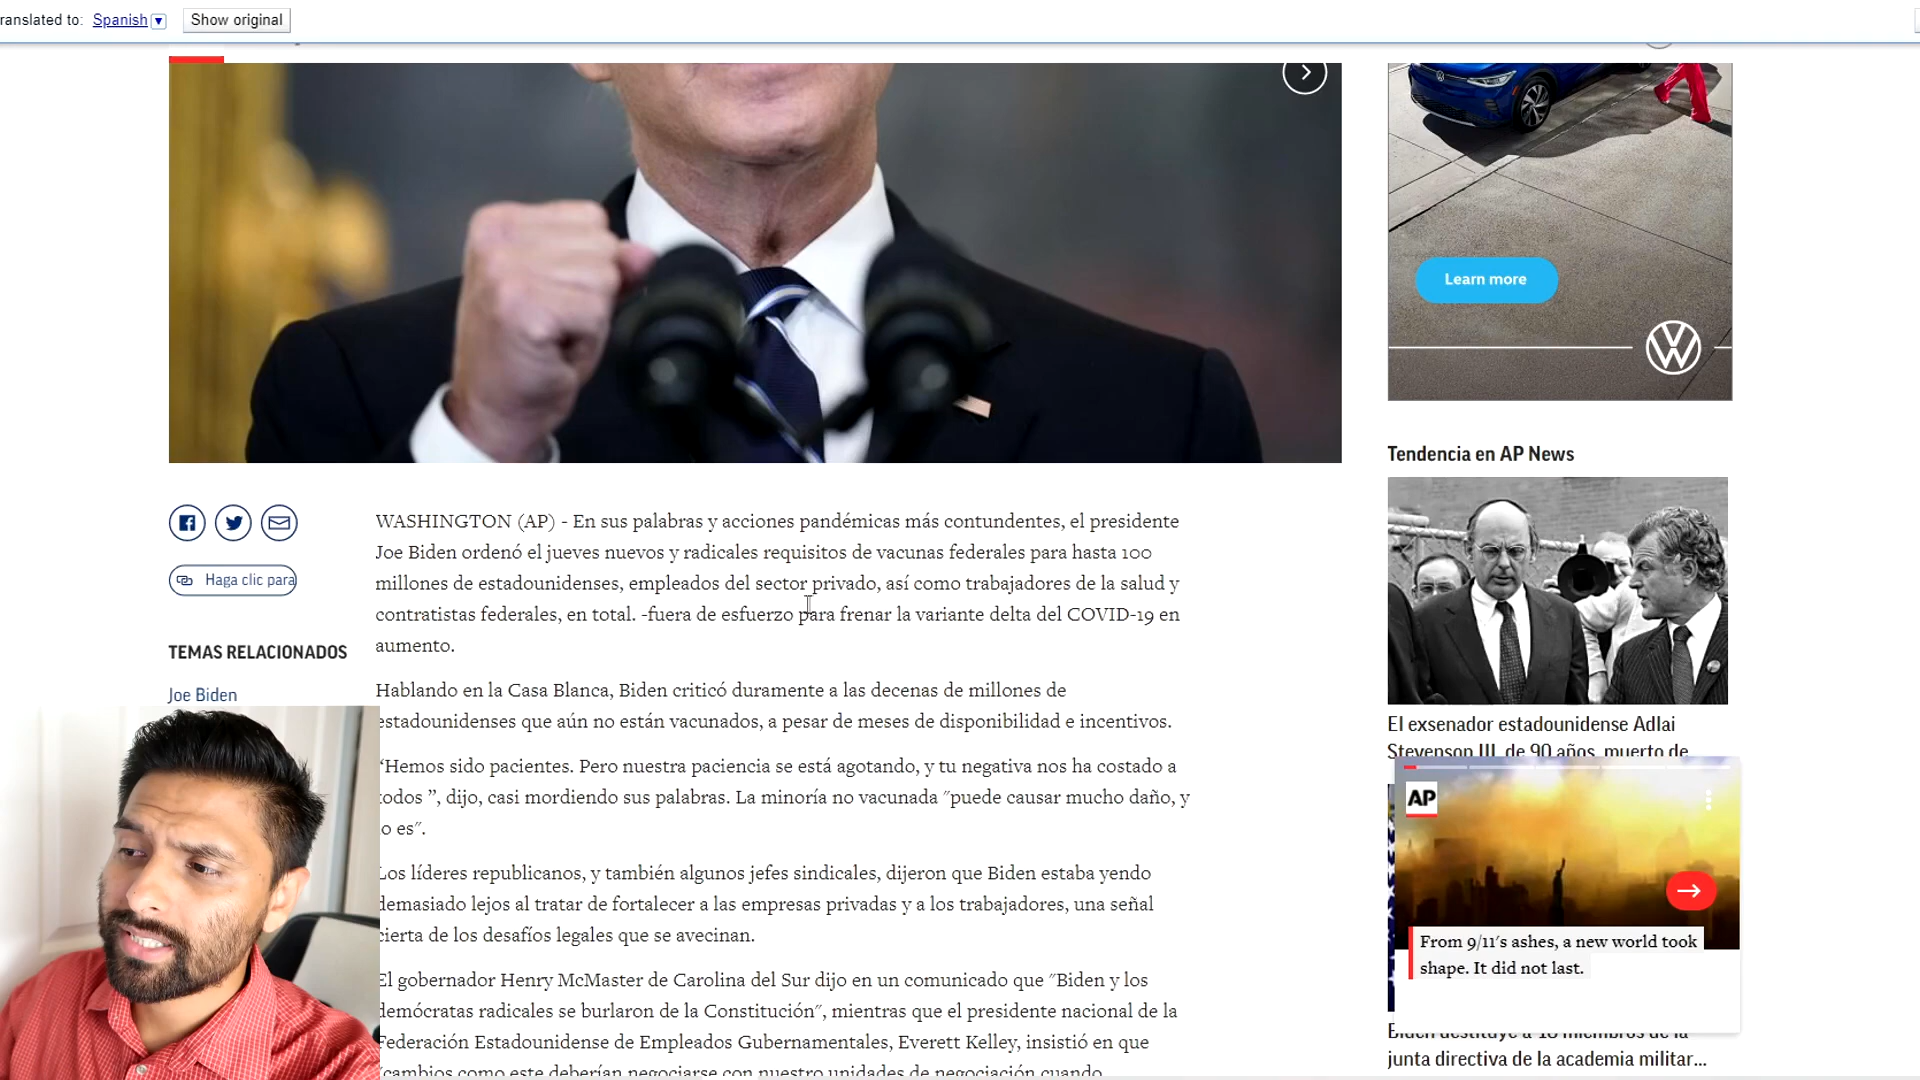 ranslated to: Spanish Show original
Learn more
WASHINGTON (AP) - En sus palabras y acciones pandémicas más contundentes, el presidente
Joe Biden ordenó el jueves nuevos y radicales requisitos de vacunas federales para hasta 100
millones de estadounidenses, empleados del sector privado, así como trabajadores de la salud y
contratistas federales, en total. -fuera de esfuerzo para frenar la variante delta del COVID-19 en
aumento.
Hablando en la Casa Blanca, Biden criticó duramente a las decenas de millones de
estadounidenses que aún no están vacunados, a pesar de meses de disponibilidad e incentivos.
“Hemos sido pacientes. Pero nuestra paciencia se está agotando, y tu negativa nos ha costado a
todos ”, dijo, casi mordiendo sus palabras. La minoría no vacunada "puede causar mucho daño, y
lo es".
Los líderes republicanos, y también algunos jefes sindicales, dijeron que Biden estaba yendo
demasiado lejos al tratar de fortalecer a las empresas privadas y a los trabajadores, una señal
cierta de los desafíos legales que se avecinan.
El gobernador Henry McMaster de Carolina del Sur dijo en un comunicado que "Biden y los
demócratas radicales se burlaron de la Constitución", mientras que el presidente nacional de la
Federación Estadounidense de Empleados Gubernamentales, Everett Kelley, insistió en que
"cambios como este deberían negociarse con nuestro unidades de negociación cuando
Haga clic para
TEMAS RELACIONADOS
Joe Biden
Tendencia en AP News
El exsenador estadounidense Adlai
Stevenson III, de 90 años, muerto de
AP
From 9/11's ashes, a new world took
shape. It did not last.
Biden destituye a 18 miembros de la
junta directiva de la academia militar...